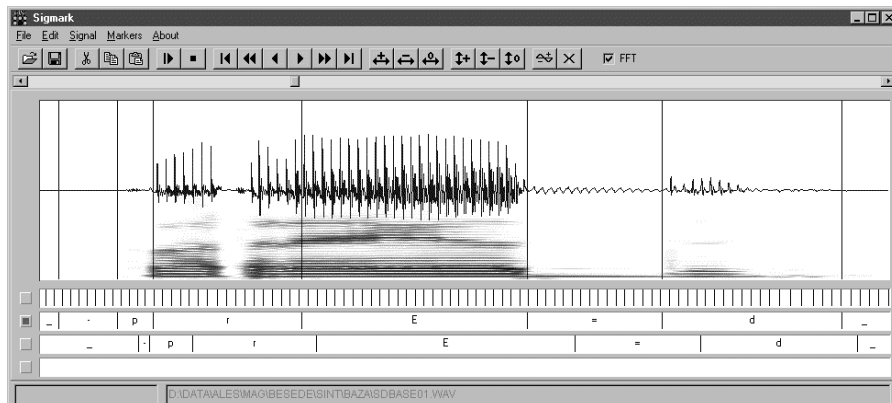 Sigmark
File Edit Signal Markers About
FFT
_ - p r E = d _
_ - p r E = d _
D:\DATA\ALES\MAG\BESEDE\SINT\BAZA\SDBASE01.WAV